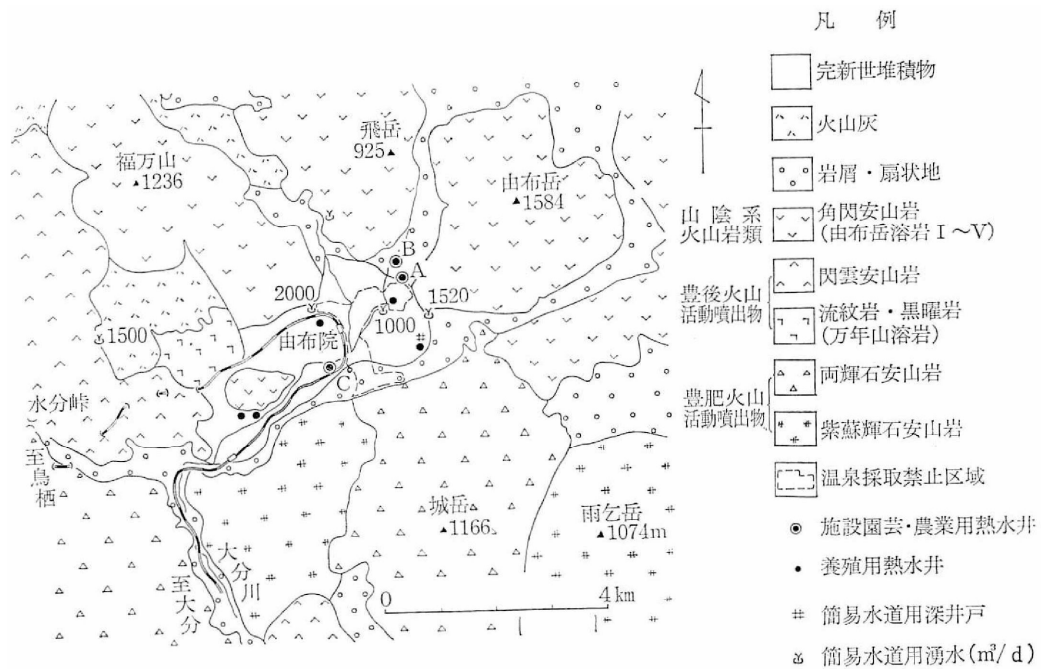 凡 例
完新世堆積物
火山灰
岩屑・扇状地
山陰系
火山岩類
角閃安山岩
(由布岳溶岩Ⅰ~Ⅴ)
豊後火山
活動噴出物
閃雲安山岩
流紋岩・黒曜岩
(万年山溶岩)
豊肥火山
活動噴出物
両輝石安山岩
紫蘇輝石安山岩
温泉採取禁止区域
施設園芸・農業用熱水井
養殖用熱水井
簡易水道用深井戸
簡易水道用湧水(m³/d)
飛岳
925
福万山
1236
由布岳
1584
B
A
2000
1520
1000
1500
由布院
C
水分峠
至鳥栖
城岳
1166
雨乞岳
1074m
大分川
至大分
0 4km